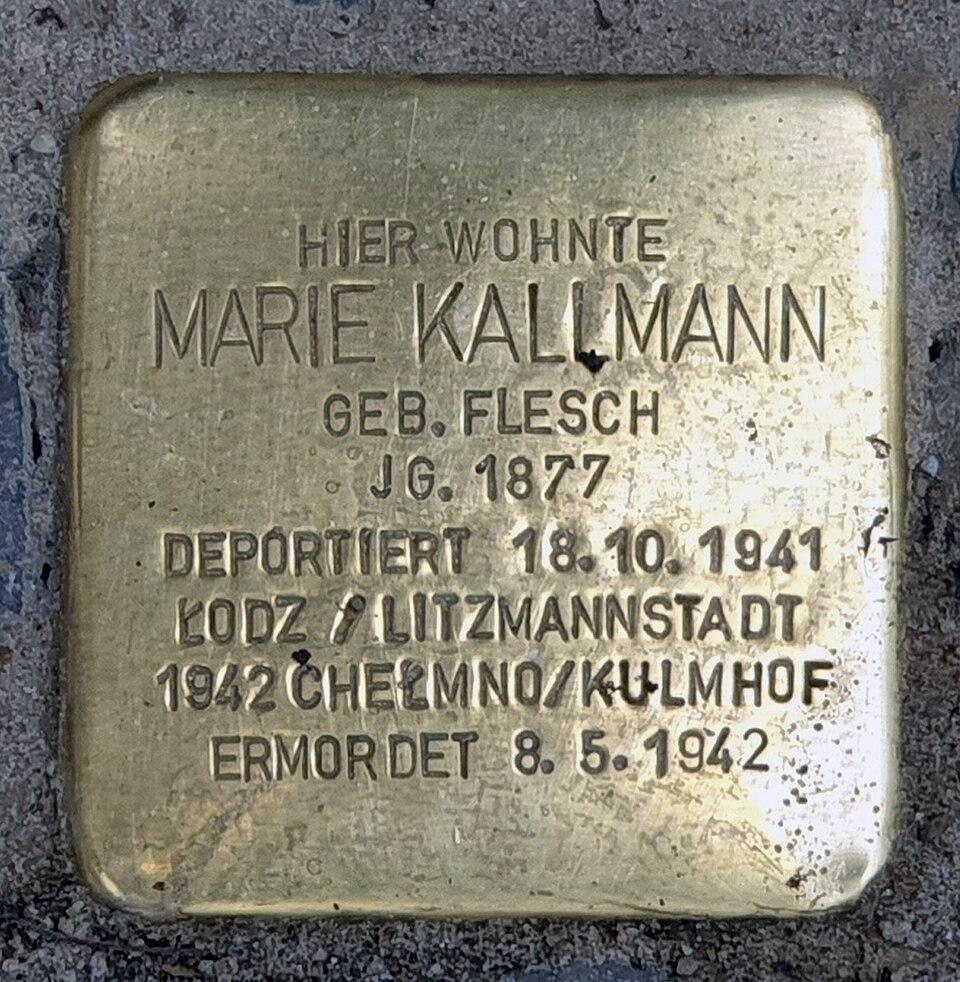 HIER WOHNTE
MARIE KALLMANN
GEB. FLESCH
JG. 1877
DEPORTIERT 18.10.1941
ŁODZ / LITZMANNSTADT
1942 CHEŁMNO/KULMHOF
ERMORDET 8.5.1942